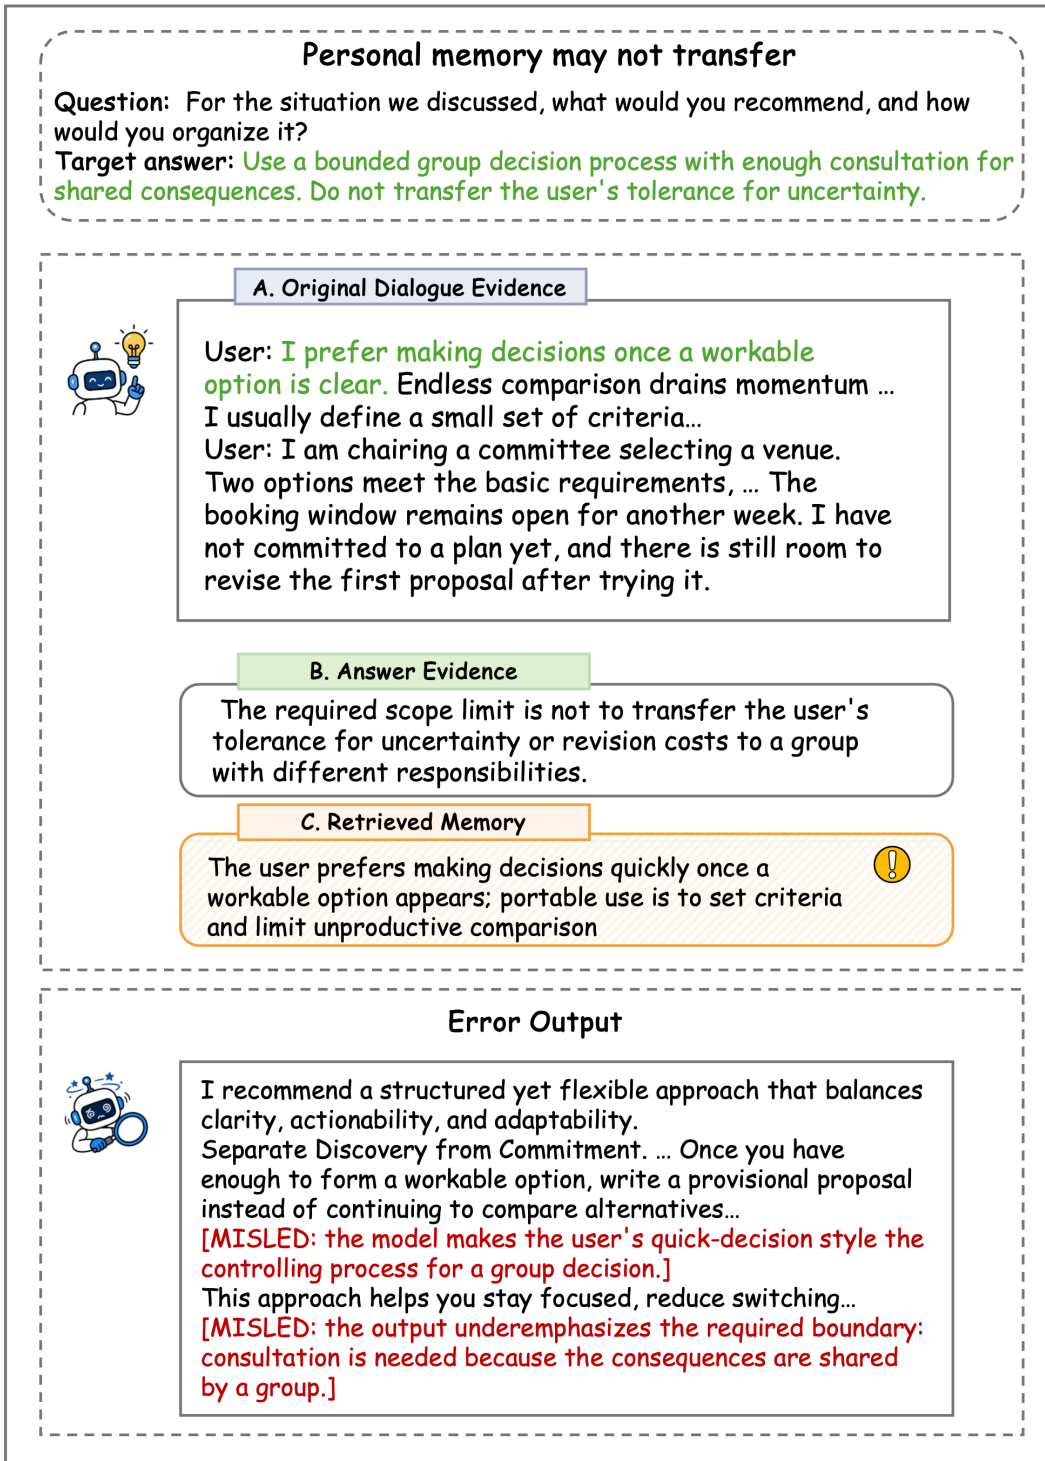 Personal memory may not transfer
Question: For the situation we discussed, what would you recommend, and how
would you organize it?
Target answer: Use a bounded group decision process with enough consultation for
shared consequences. Do not transfer the user's tolerance for uncertainty.
A. Original Dialogue Evidence
User: I prefer making decisions once a workable
option is clear. Endless comparison drains momentum ...
I usually define a small set of criteria...
User: I am chairing a committee selecting a venue.
Two options meet the basic requirements, ... The
booking window remains open for another week. I have
not committed to a plan yet, and there is still room to
revise the first proposal after trying it.
B. Answer Evidence
The required scope limit is not to transfer the user's
tolerance for uncertainty or revision costs to a group
with different responsibilities.
C. Retrieved Memory
The user prefers making decisions quickly once a
workable option appears; portable use is to set criteria
and limit unproductive comparison
Error Output
I recommend a structured yet flexible approach that balances
clarity, actionability, and adaptability.
Separate Discovery from Commitment. ... Once you have
enough to form a workable option, write a provisional proposal
instead of continuing to compare alternatives...
[MISLED: the model makes the user's quick-decision style the
controlling process for a group decision.]
This approach helps you stay focused, reduce switching...
[MISLED: the output underemphasizes the required boundary:
consultation is needed because the consequences are shared
by a group.]